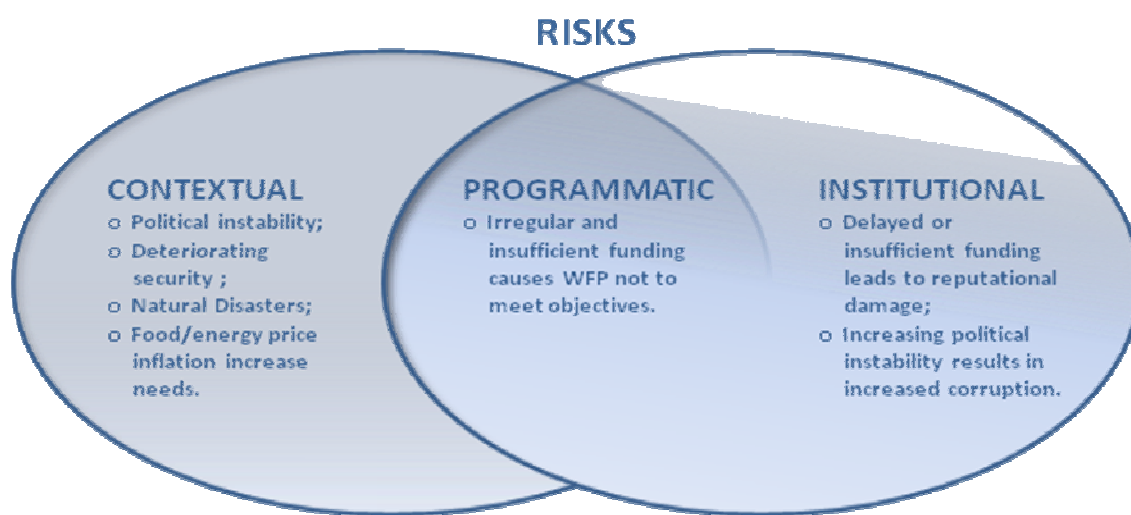 RISKS
CONTEXTUAL
o Political instability;
o Deteriorating
security ;
o Natural Disasters;
o Food/energy price
inflation increase
needs.
PROGRAMMATIC
o Irregular and
insufficient funding
causes WFP not to
meet objectives.
INSTITUTIONAL
o Delayed or
insufficient funding
leads to reputational
damage;
o Increasing political
instability results in
increased corruption.